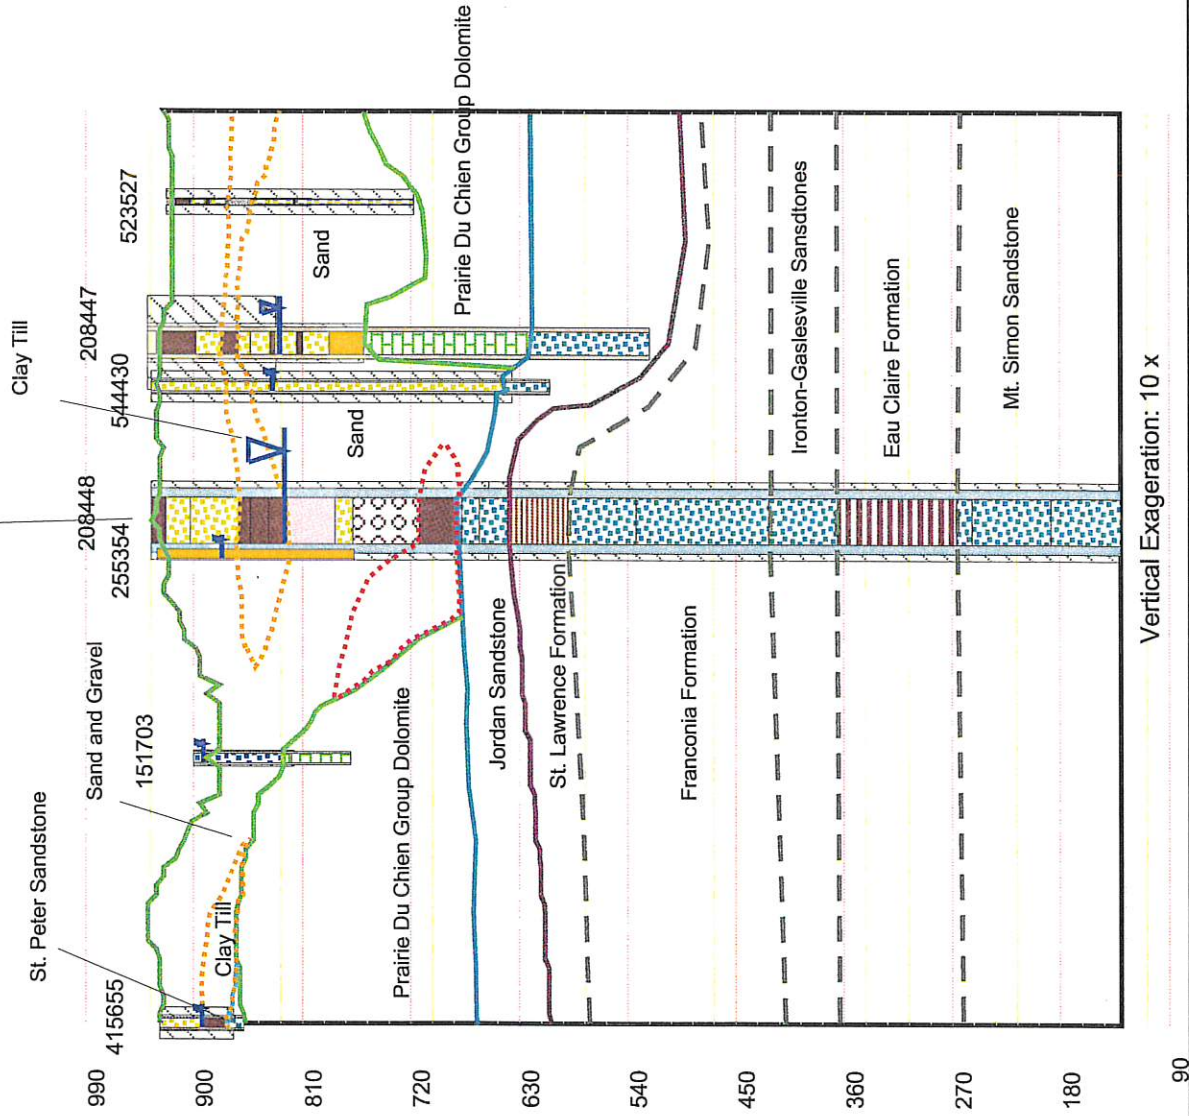 Clay Till
St. Peter Sandstone
Sand and Gravel
415655
151703
255354
208448
544430
208447
523527
990
900
810
720
630
540
450
360
270
180
90
Clay Till
Sand
Sand
Prairie Du Chien Group Dolomite
Prairie Du Chien Group Dolomite
Jordan Sandstone
St. Lawrence Formation
Franconia Formation
Ironton-Gaslesville Sansdtones
Eau Claire Formation
Mt. Simon Sandstone
Vertical Exageration: 10 x